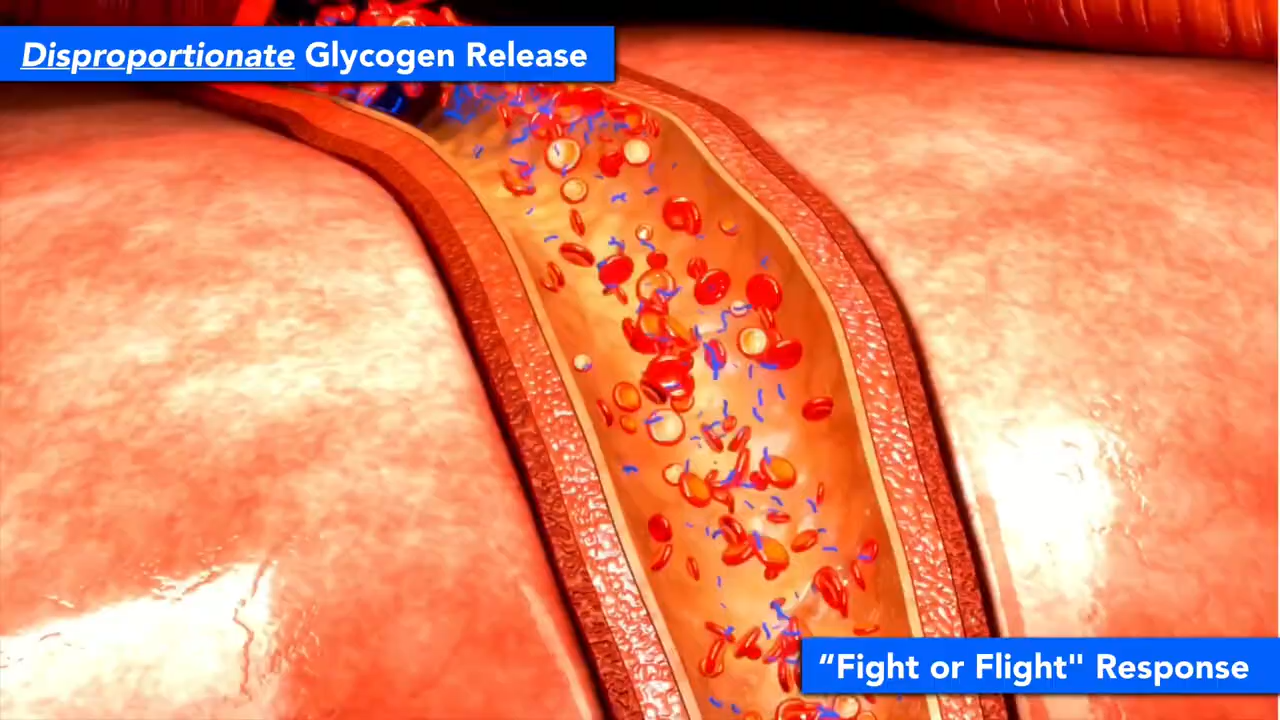 Disproportionate Glycogen Release
“Fight or Flight" Response